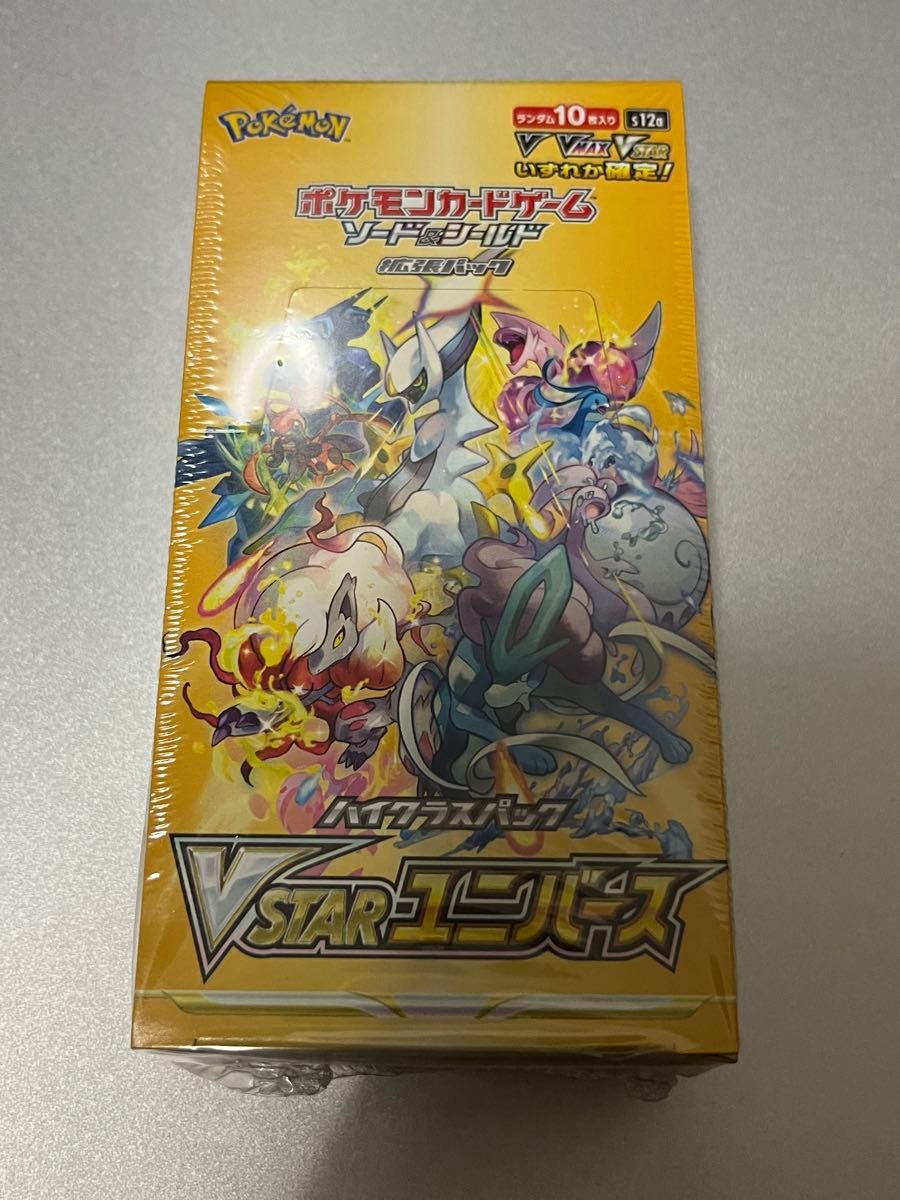 Pokémon
ランダム10枚入り s12a
V VMAX VSTAR
いずれか確定!
ポケモンカードゲーム
ソード&シールド
拡張パック
ハイクラスパック
VSTARユニバース